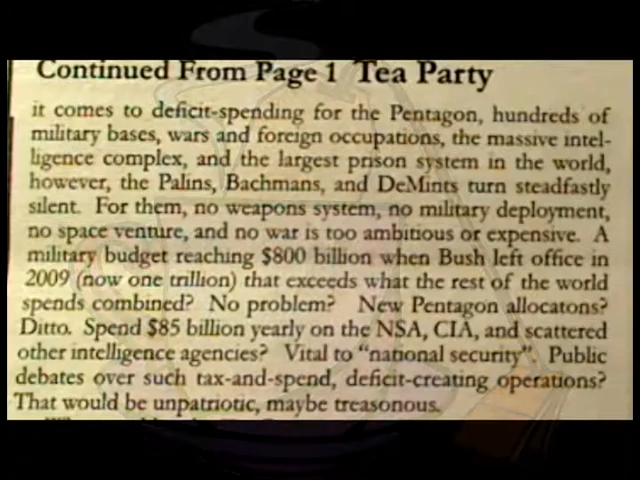 Continued From Page 1 Tea Party
it comes to deficit-spending for the Pentagon, hundreds of
military bases, wars and foreign occupations, the massive intel-
ligence complex, and the largest prison system in the world,
however, the Palins, Bachmans, and DeMints turn steadfastly
silent. For them, no weapons system, no military deployment,
no space venture, and no war is too ambitious or expensive. A
military budget reaching $800 billion when Bush left office in
2009 (now one trillion) that exceeds what the rest of the world
spends combined? No problem? New Pentagon allocatons?
Ditto. Spend $85 billion yearly on the NSA, CIA, and scattered
other intelligence agencies? Vital to "national security". Public
debates over such tax-and-spend, deficit-creating operations?
That would be unpatriotic, maybe treasonous.